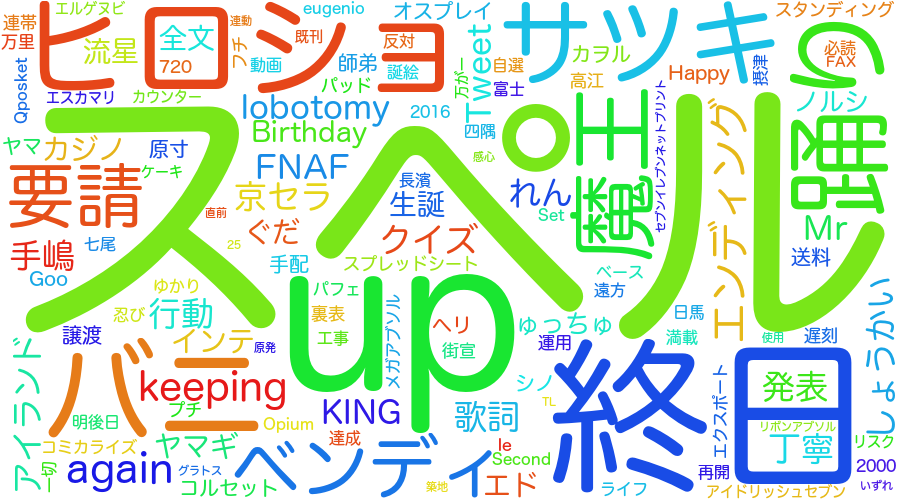 エルゲヌビ
eugenio
オスプレイ
スタンディング
連帯
万里
ヒロショ
サツキ
り
流星
全文
720
プチ
連動
既刊
反対
動画
師弟
誕絵
パッド
Tweet
万が一
自選
カヲル
高江
Happy
摂津
必読
FAX
Qposket
エスカマリ
カウンター
lobotomy
2016
富士
ノルシ
Birthday
四隅
セブンイレブンネットプリント
ヤマ
カジノ
原寸
ケーキ
FNAF
感心
スペル
魔王
踊
エンディング
要請
京セラ
長濱
生誕
れん
Set
Mr
直前
手嶋
七尾
25
ぐだ
クイズ
送料
Goo
手配
スプレッドシート
ベース
遠方
ゆかり
パフェ
up
メガアブソル
忍び
行動
裏表
ヘリ
ゅっちゅ
日馬
しょうかい
譲渡
工事
街宣
運用
満載
使用
遅刻
アイランド
バニ
インテ
原発
終日
エクスポート
keeping
シノ
発表
明後日
プチ
KING
歌詞
TL
Opium
リボンアブソル
コミカライズ
ヤマギ
達成
le
Second
丁寧
リスク
一切
again
グラトス
ベンデイ
エド
再開
2000
コルセット
築地
ライフ
アイドリッシュセブン
いずれ